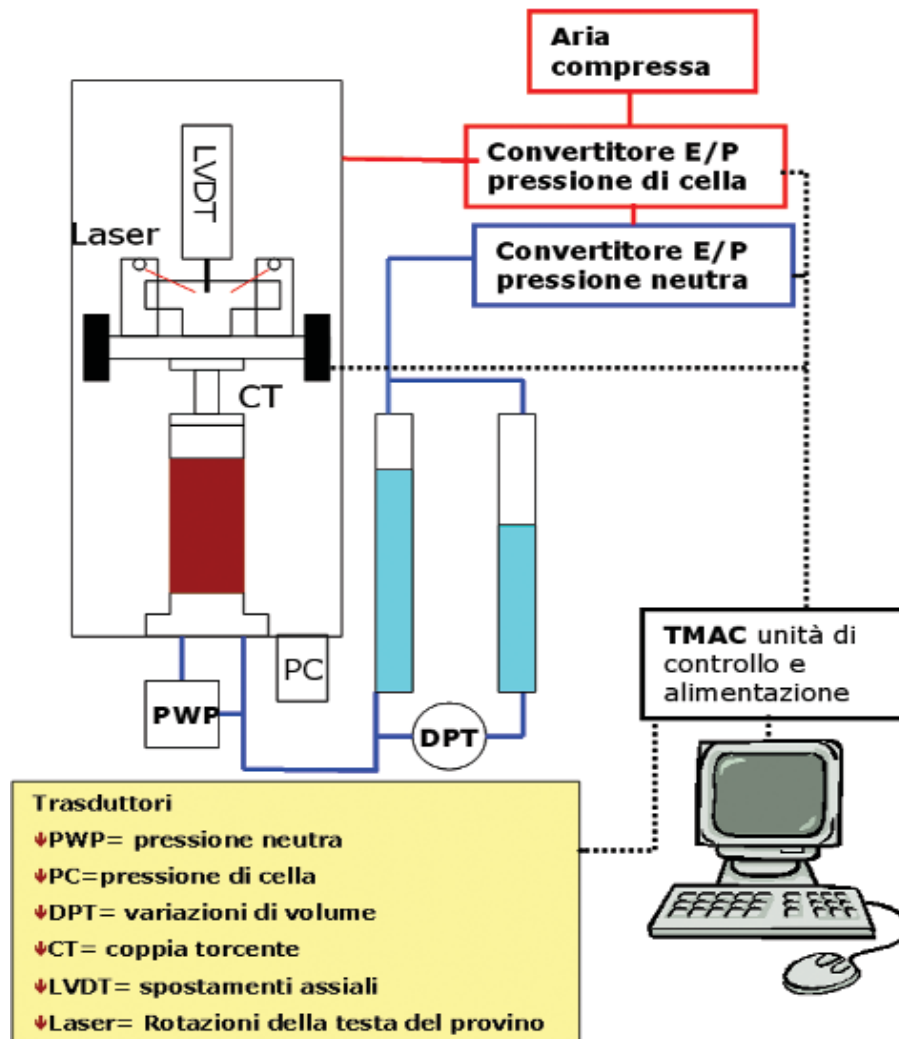 Aria
compressa
Convertitore E/P
pressione di cella
Convertitore E/P
pressione neutra
LVDT
Laser
CT
PC
PWP
DPT
TMAC unità di
controllo e
alimentazione
Trasduttori
PWP= pressione neutra
PC=pressione di cella
DPT= variazioni di volume
CT= coppia torcente
LVDT= spostamenti assiali
Laser= Rotazioni della testa del provino